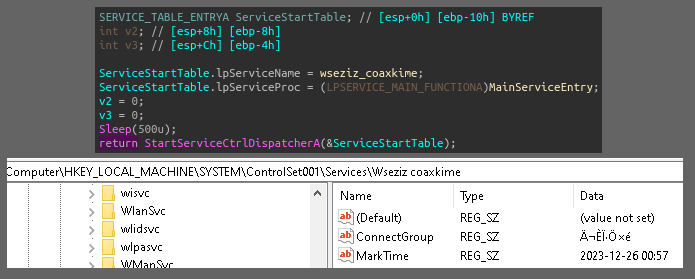 SERVICE_TABLE_ENTRYA ServiceStartTable; // [esp+0h] [ebp-10h] BYREF
int v2; // [esp+8h] [ebp-8h]
int v3; // [esp+Ch] [ebp-4h]
ServiceStartTable.lpServiceName = wseziz_coaxkime;
ServiceStartTable.lpServiceProc = (LPSERVICE_MAIN_FUNCTIONA)MainServiceEntry;
v2 = 0;
v3 = 0;
Sleep(500u);
return StartServiceCtrlDispatcherA(&ServiceStartTable);
Computer\HKEY_LOCAL_MACHINE\SYSTEM\ControlSet001\Services\Wseziz coaxkime
wisvc
WlanSvc
wlidsvc
wlpasvc
WManSvc
Name Type Data
(Default) REG_SZ (value not set)
ConnectGroup REG_SZ Ä¬ÈÏ·Ö×é
MarkTime REG_SZ 2023-12-26 00:57